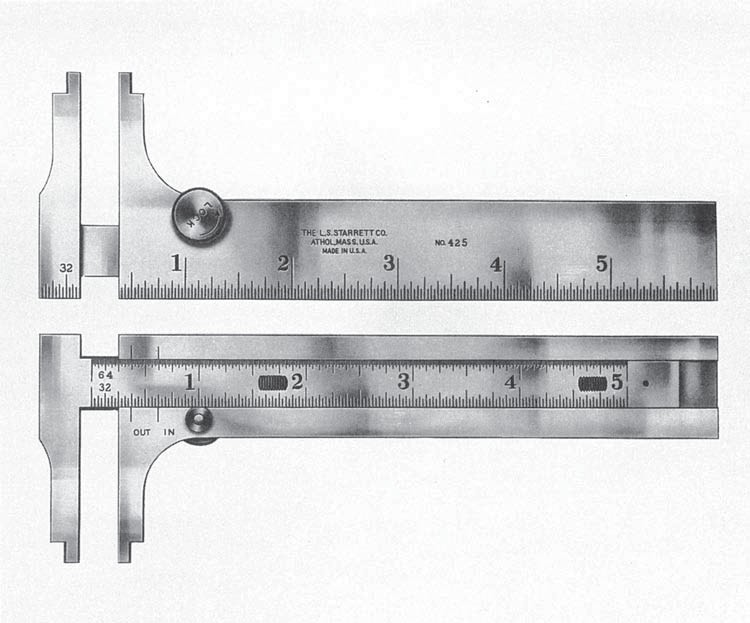 LOCK
THE L.S. STARRETT CO.
ATHOL, MASS. U.S.A.
MADE IN U.S.A.
NO. 425
32
1 2 3 4 5
64
32
1 2 3 4 5
OUT IN